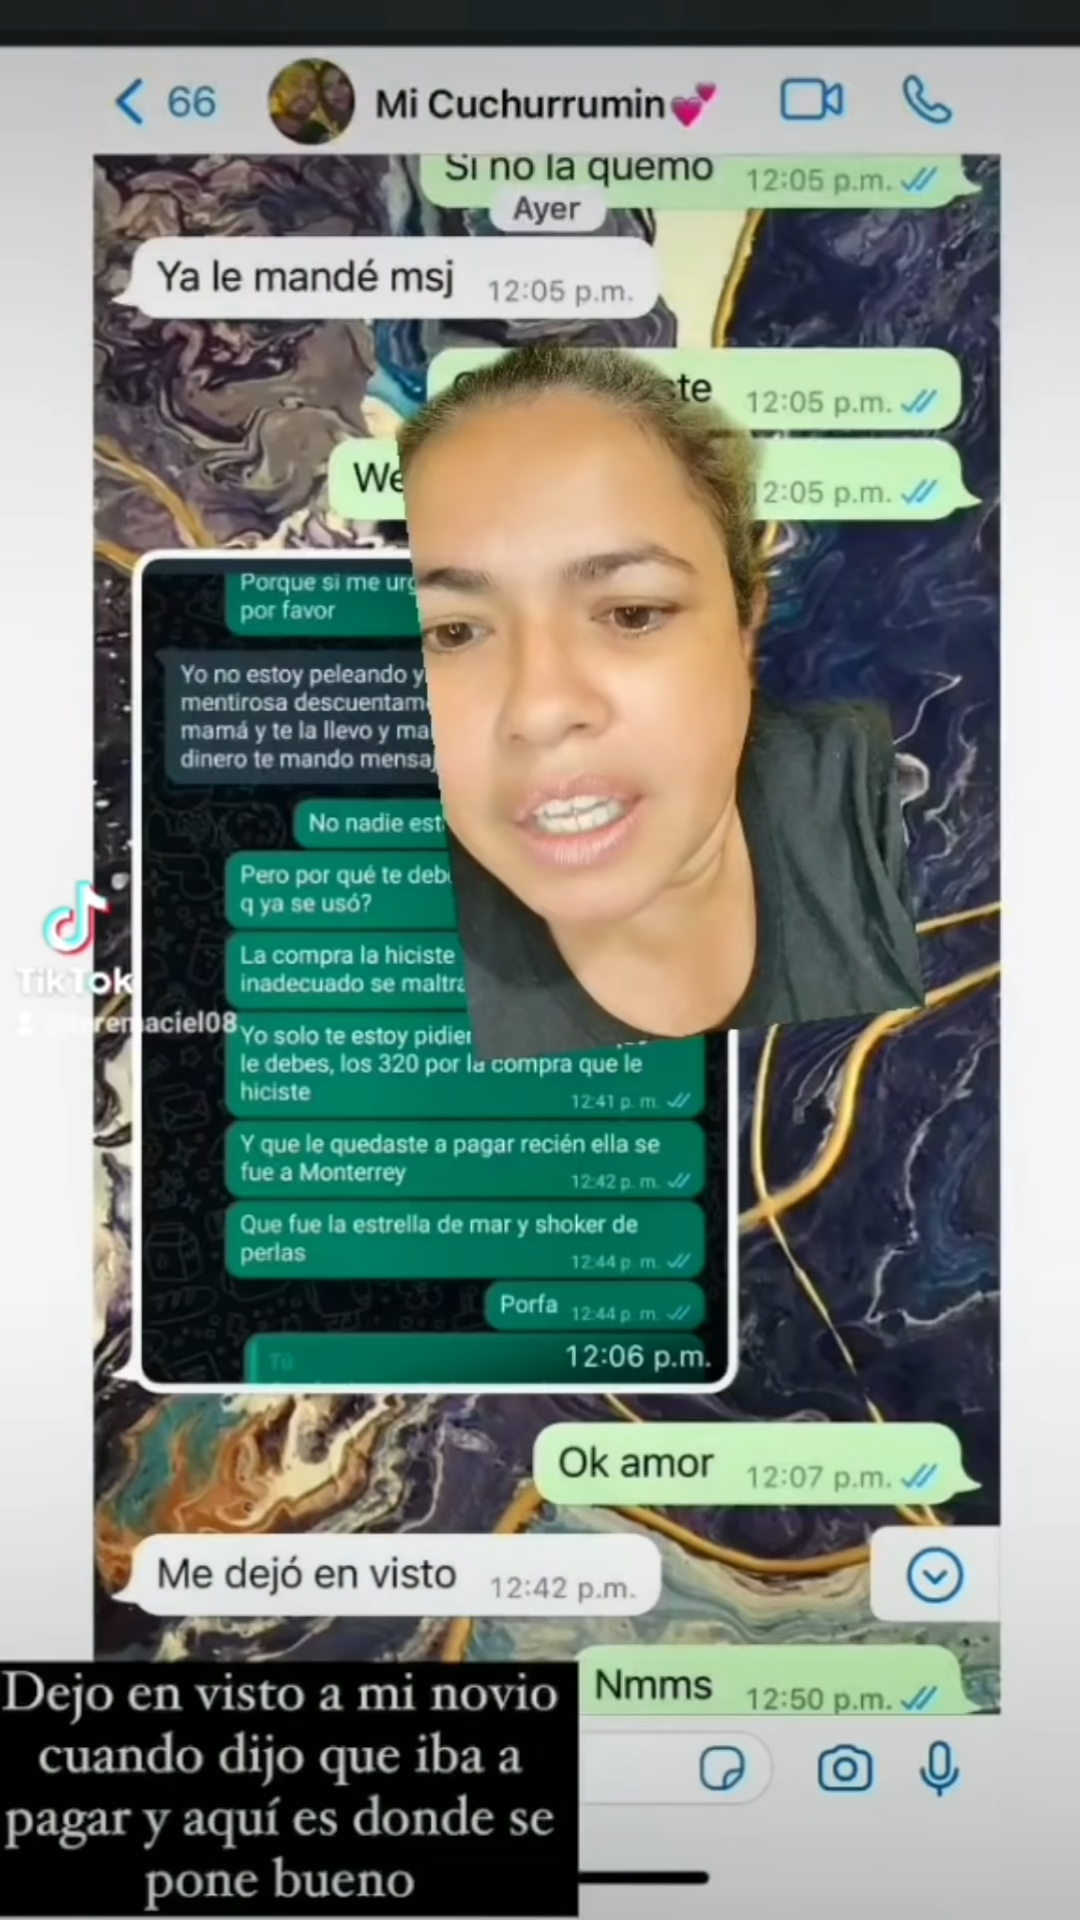 66
Mi Cuchurrumin💕
Si no la quemo 12:05 p.m.
Ayer
Ya le mandé msj 12:05 p.m.
12:05 p.m.
12:05 p.m.
Porque si me
por favor
Yo no estoy peleando
mentirosa
mamá y te la llevo y
dinero te mando
No nadie
Pero por qué te
q ya se usó?
La compra la hiciste
inadecuado se
Yo solo te estoy
le debes, los 320 por la compra que le
hiciste 12:41 p. m.
Y que le quedaste a pagar recién ella se
fue a Monterrey 12:42 p. m.
Que fue la estrella de mar y shoker de
perlas 12:44 p. m.
Porfa 12:44 p. m.
Tú
12:06 p.m.
Ok amor 12:07 p.m.
Me dejó en visto 12:42 p.m.
Nmms 12:50 p.m.
TikTok
Dejo en visto a mi novio
cuando dijo que iba a
pagar y aquí es donde se
pone bueno